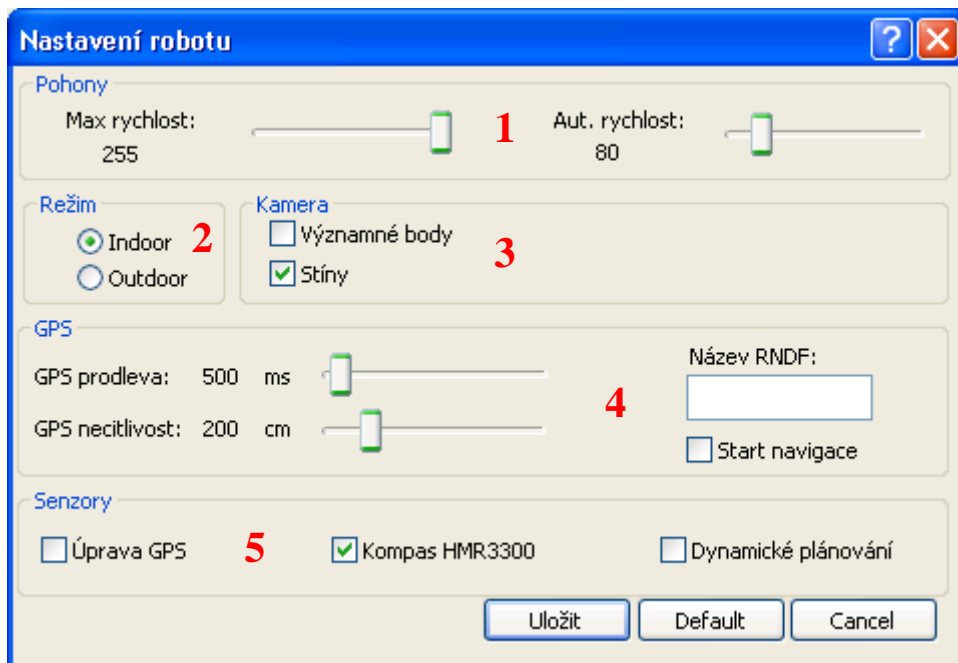 Nastavení robotu
Pohony
Max rychlost:
255
1
Aut. rychlost:
80
Režim
Indoor
Outdoor
2
Kamera
Významné body
Stíny
3
GPS
GPS prodleva: 500 ms
GPS necitlivost: 200 cm
4
Název RNDF:
Start navigace
Senzory
Úprava GPS 5 Kompas HMR3300 Dynamické plánování
Uložit Default Cancel